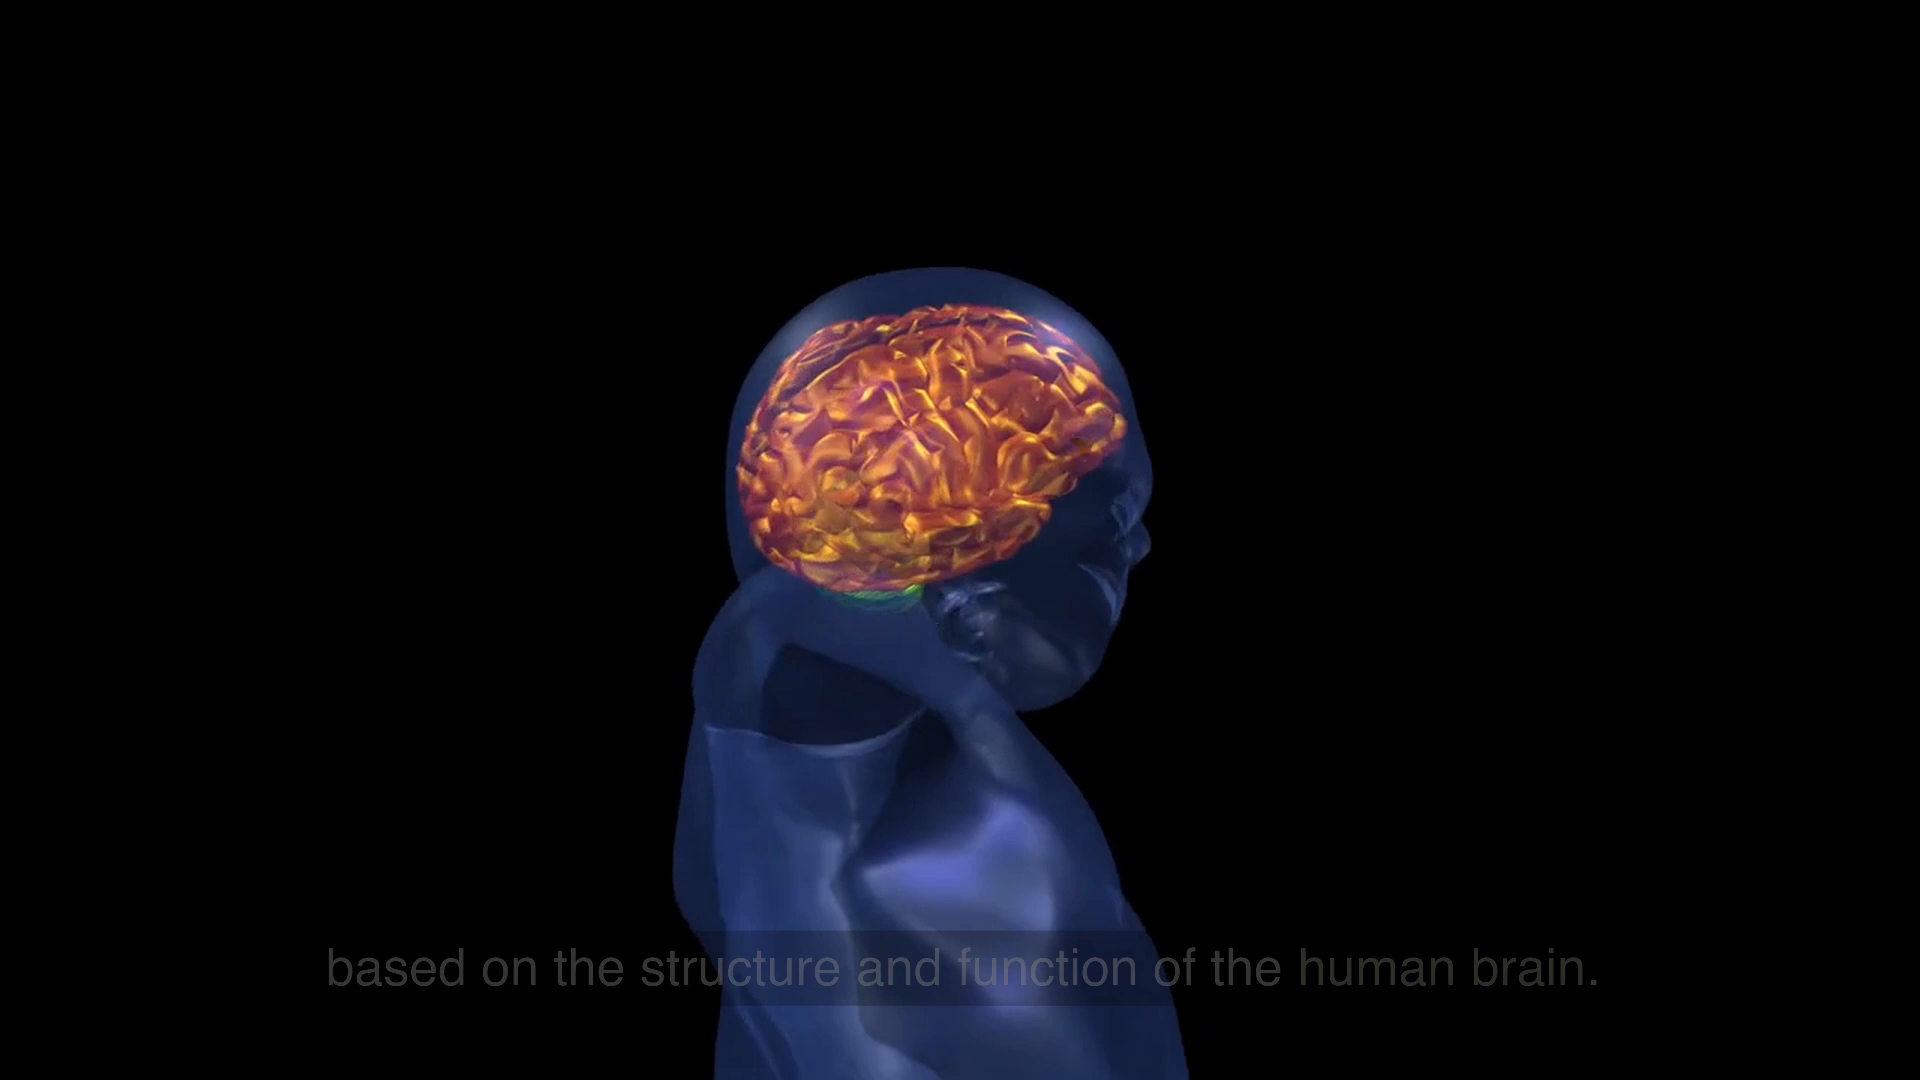 based on the structure and function of the human brain.